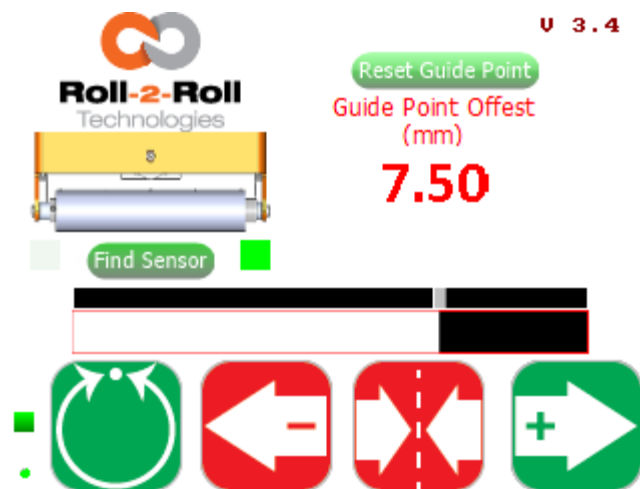 V 3.4
Roll-2-Roll
Technologies
Reset Guide Point
Guide Point Offest
(mm)
7.50
Find Sensor
−
+